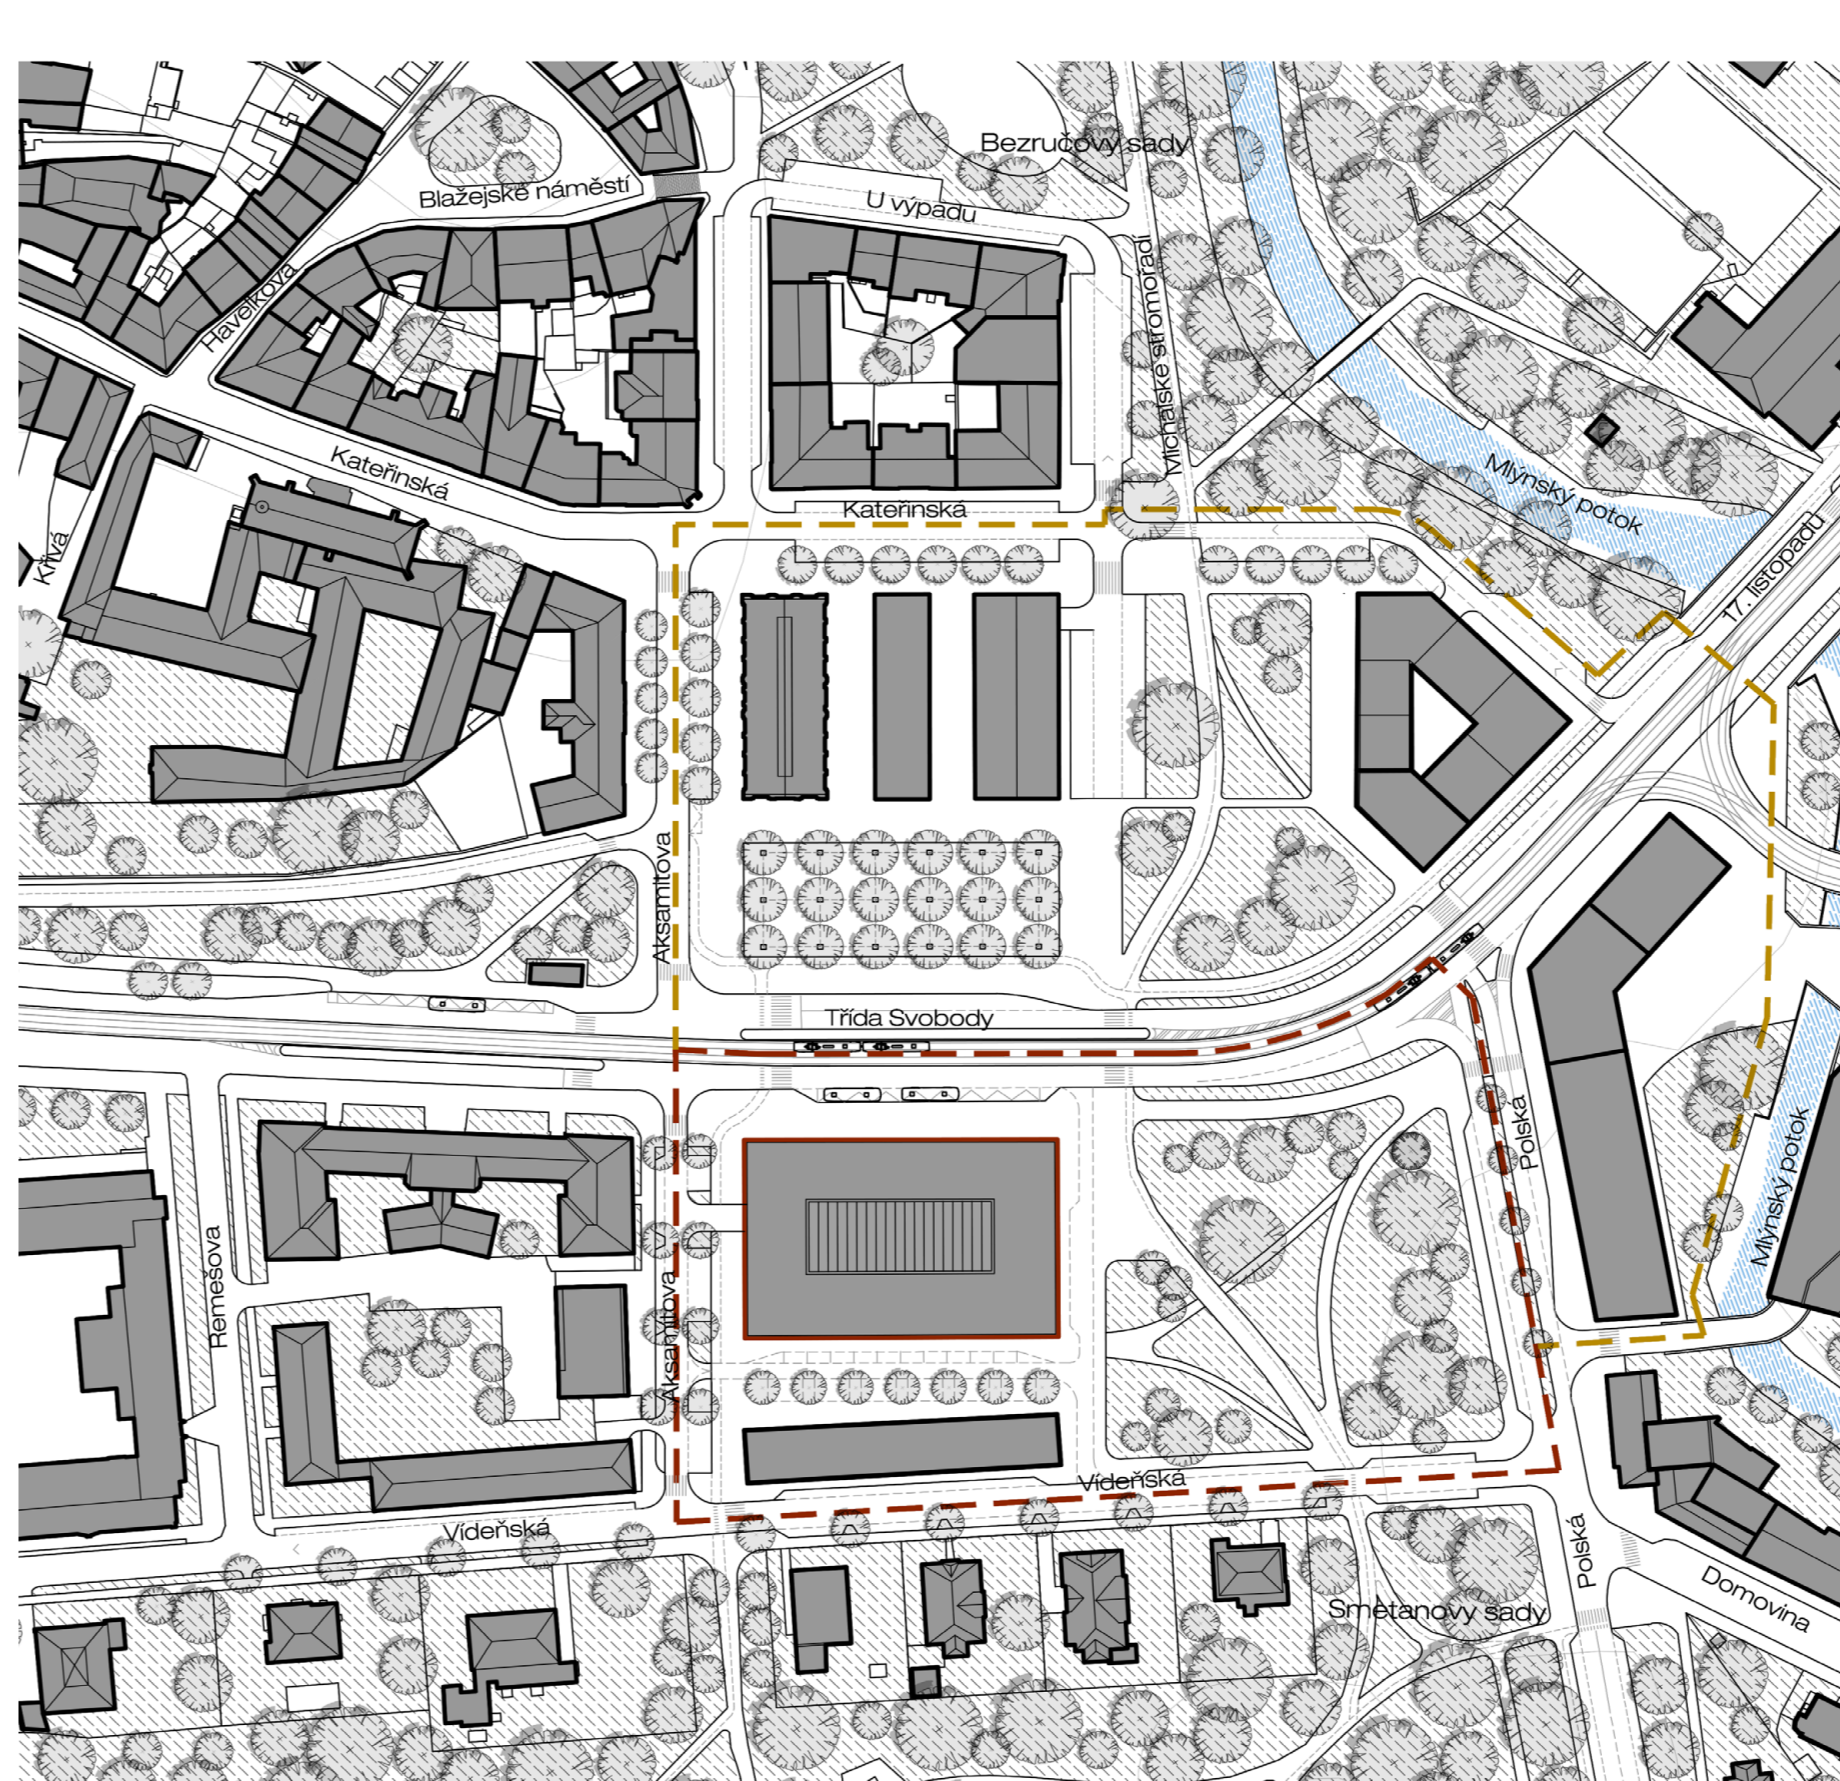 Bezručovy sady
Blažejské náměstí
U výpadu
Havelkova
Michalské stromořadí
Kateřinská
Mlýnský potok
Kateřinská
Křivá
17. listopadu
Aksamitova
Třída Svobody
Polská
Mlýnský potok
Remešova
Aksamitova
Vídeňská
Vídeňská
Polská
Domovina
Smetanovy sady